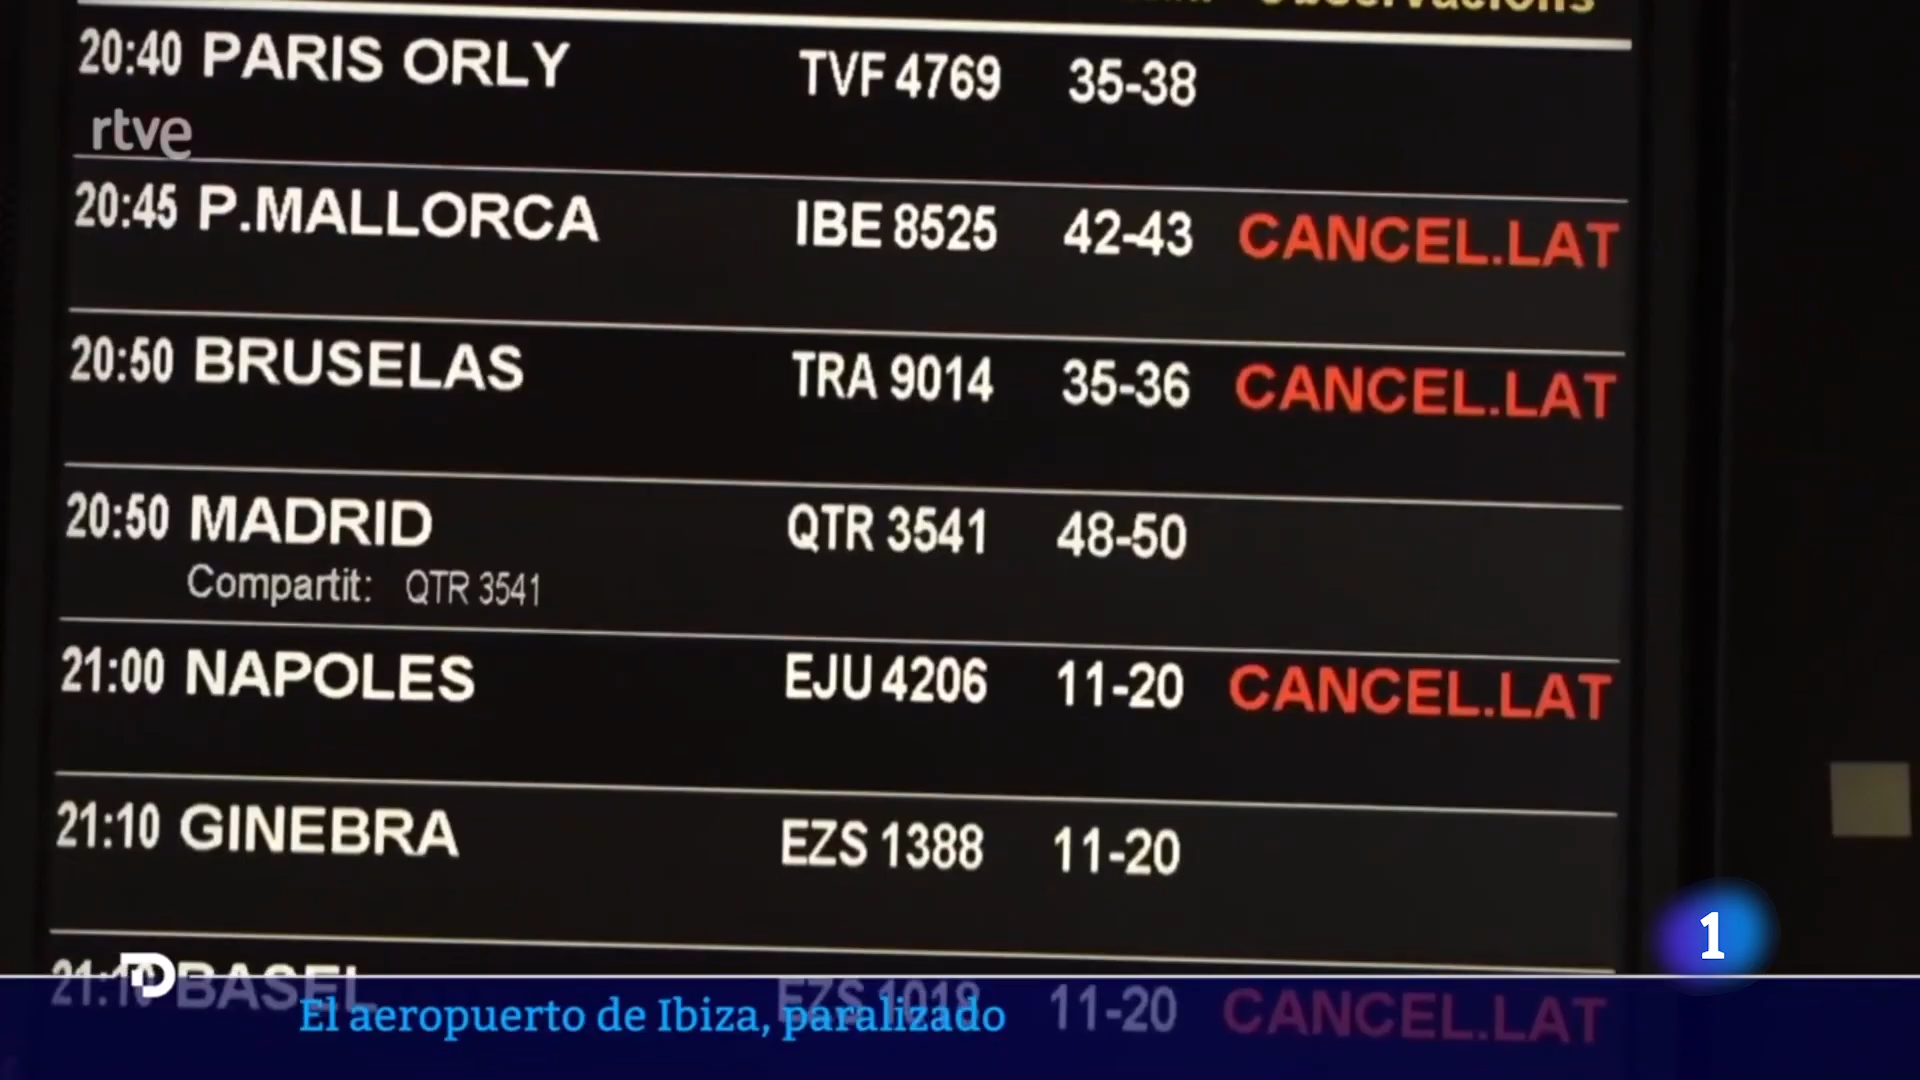 Observacions
20:40 PARIS ORLY TVF 4769 35-38
rtve
20:45 P.MALLORCA IBE 8525 42-43 CANCEL.LAT
20:50 BRUSELAS TRA 9014 35-36 CANCEL.LAT
20:50 MADRID QTR 3541 48-50
Compartit: QTR 3541
21:00 NAPOLES EJU 4206 11-20 CANCEL.LAT
21:10 GINEBRA EZS 1388 11-20
1
BASEL EZS 1018 11-20 CANCEL.LAT
El aeropuerto de Ibiza, paralizado